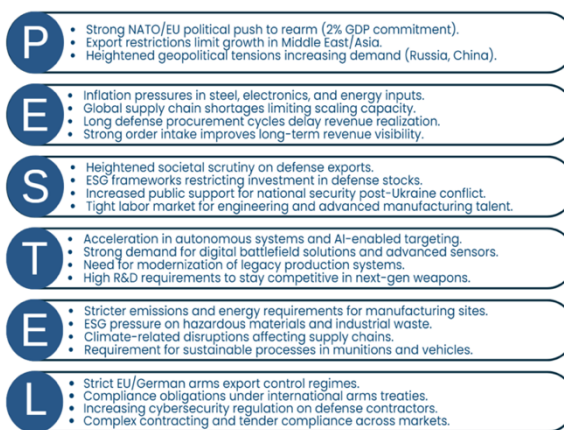 P
• Strong NATO/EU political push to rearm (2% GDP commitment).
• Export restrictions limit growth in Middle East/Asia.
• Heightened geopolitical tensions increasing demand (Russia, China).
E
• Inflation pressures in steel, electronics, and energy inputs.
• Global supply chain shortages limiting scaling capacity.
• Long defense procurement cycles delay revenue realization.
• Strong order intake improves long-term revenue visibility.
S
• Heightened societal scrutiny on defense exports.
• ESG frameworks restricting investment in defense stocks.
• Increased public support for national security post-Ukraine conflict.
• Tight labor market for engineering and advanced manufacturing talent.
T
• Acceleration in autonomous systems and AI-enabled targeting.
• Strong demand for digital battlefield solutions and advanced sensors.
• Need for modernization of legacy production systems.
• High R&D requirements to stay competitive in next-gen weapons.
E
• Stricter emissions and energy requirements for manufacturing sites.
• ESG pressure on hazardous materials and industrial waste.
• Climate-related disruptions affecting supply chains.
• Requirement for sustainable processes in munitions and vehicles.
L
• Strict EU/German arms export control regimes.
• Compliance obligations under international arms treaties.
• Increasing cybersecurity regulation on defense contractors.
• Complex contracting and tender compliance across markets.